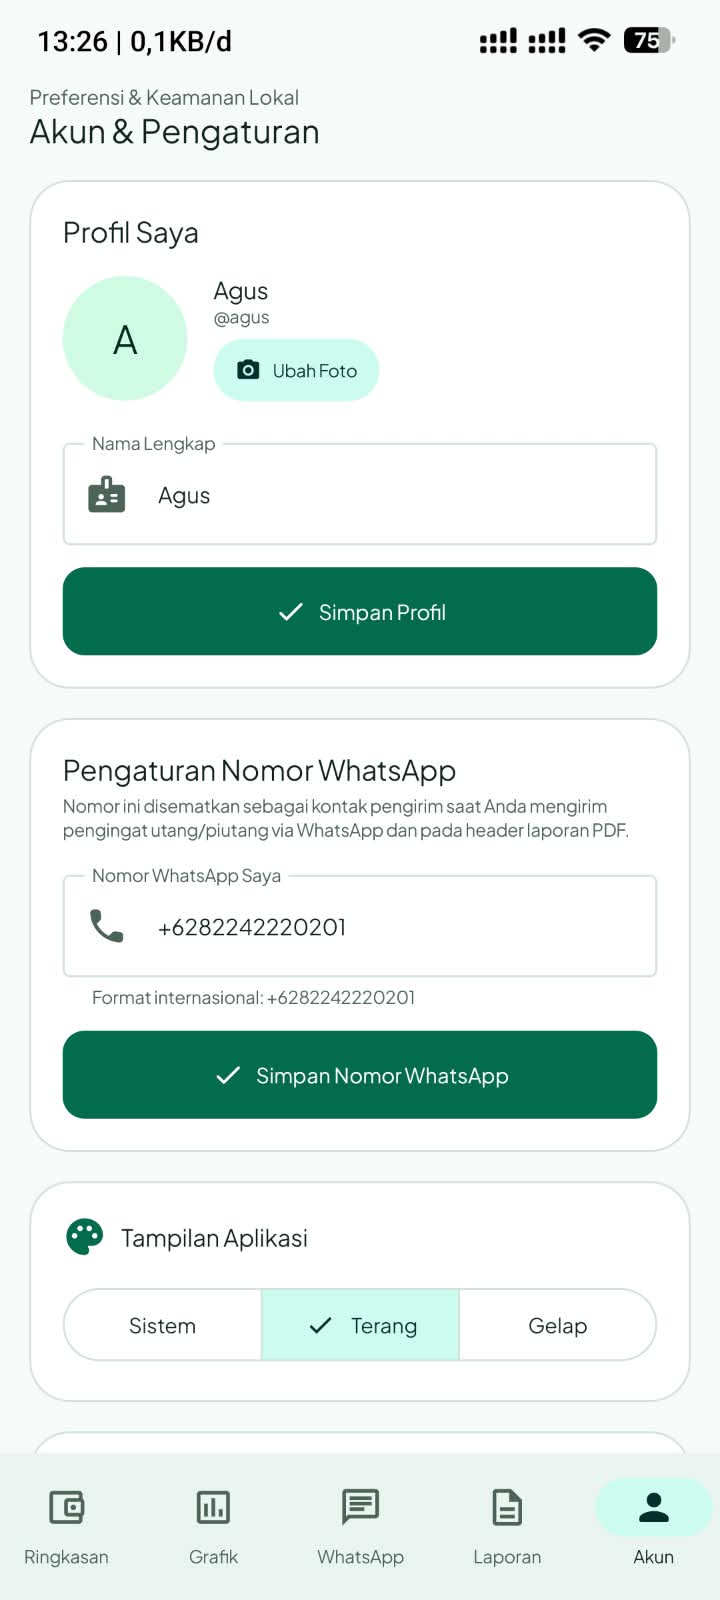 13:26 | 0,1KB/d
75
Preferensi & Keamanan Lokal
Akun & Pengaturan
Profil Saya
A
Agus
@agus
Ubah Foto
Nama Lengkap
Agus
Simpan Profil
Pengaturan Nomor WhatsApp
Nomor ini disematkan sebagai kontak pengirim saat Anda mengirim
pengingat utang/piutang via WhatsApp dan pada header laporan PDF.
Nomor WhatsApp Saya
+6282242220201
Format internasional: +6282242220201
Simpan Nomor WhatsApp
Tampilan Aplikasi
Sistem
Terang
Gelap
Ringkasan
Grafik
WhatsApp
Laporan
Akun